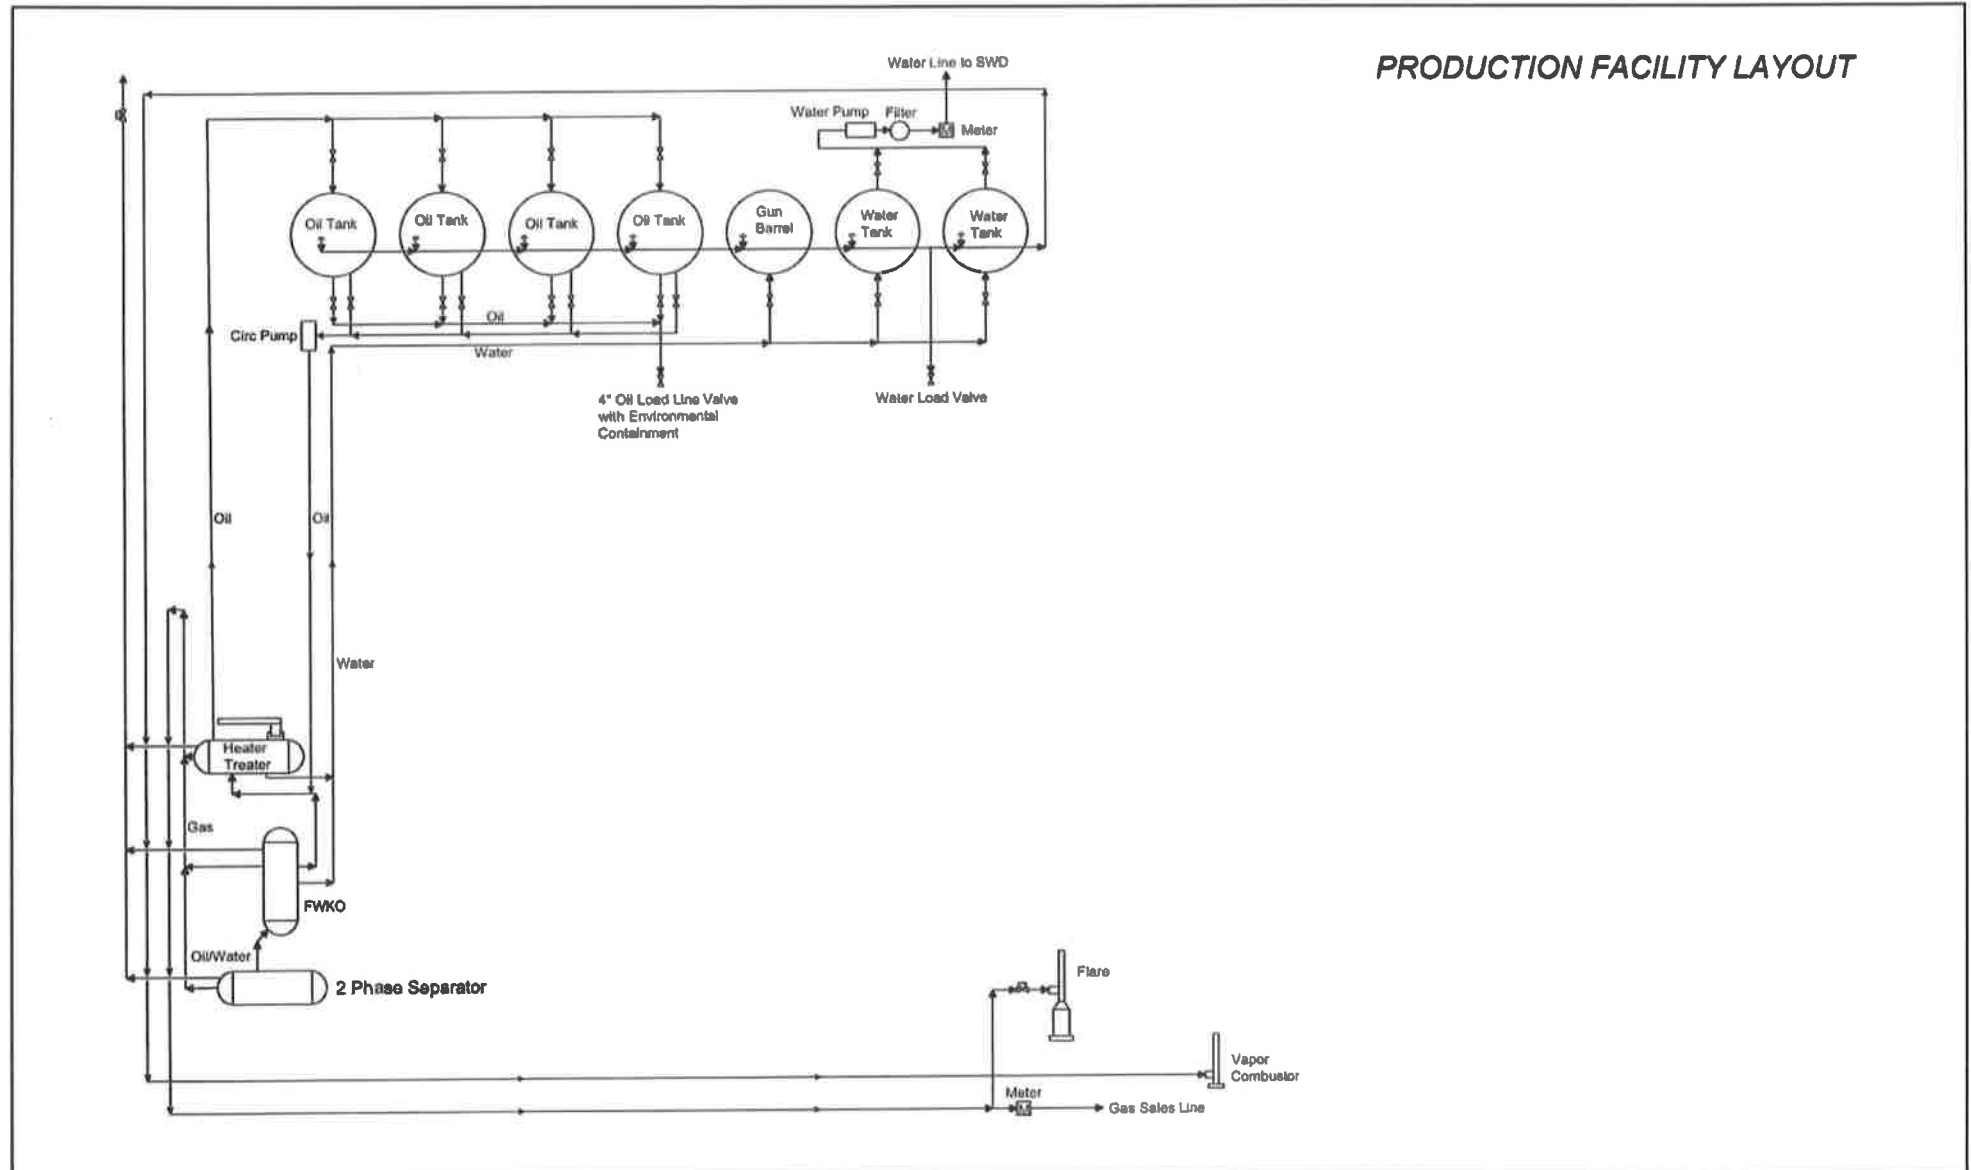 PRODUCTION FACILITY LAYOUT
Water Line to SWD
Water Pump
Filter
Meter
M
Oil Tank
Oil Tank
Oil Tank
Oil Tank
Gun
Barrel
Water
Tank
Water
Tank
Circ Pump
Oil
Water
4" Oil Load Line Valve
with Environmental
Containment
Water Load Valve
Oil
Oil
Water
Heater
Treater
Gas
FWKO
Oil/Water
2 Phase Separator
Flare
Vapor
Combustor
Meter
M
Gas Sales Line